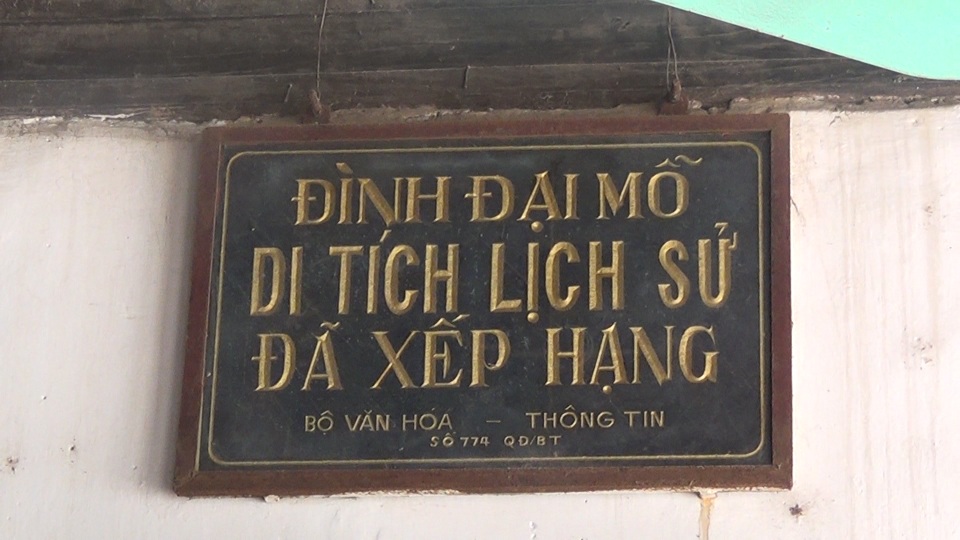 ĐÌNH ĐẠI MỖ
DI TÍCH LỊCH SỬ
ĐÃ XẾP HẠNG
BỘ VĂN HÓA - THÔNG TIN
SỐ 774 QĐ/BT